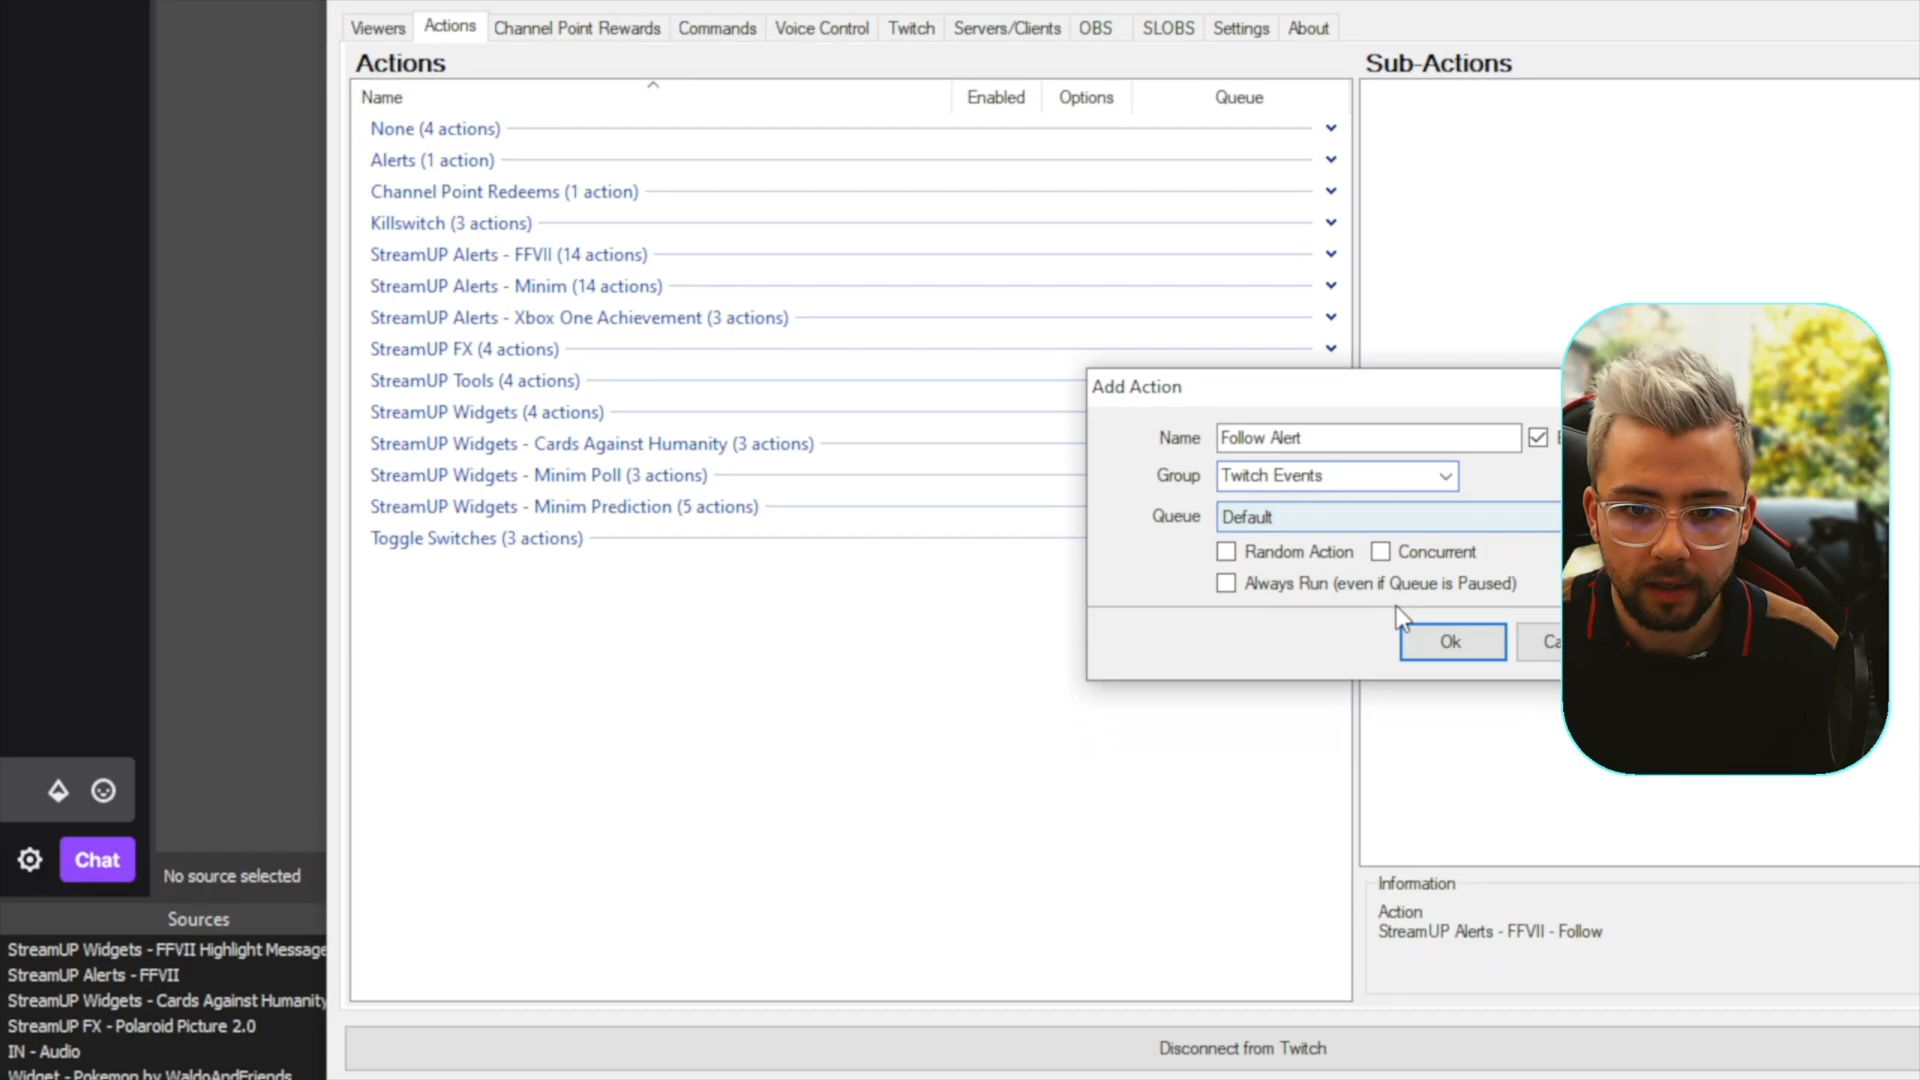 Viewers Actions Channel Point Rewards Commands Voice Control Twitch Servers/Clients OBS SLOBS Settings About
Actions
Name Enabled Options Queue
None (4 actions)
Alerts (1 action)
Channel Point Redeems (1 action)
Killswitch (3 actions)
StreamUP Alerts - FFVII (14 actions)
StreamUP Alerts - Minim (14 actions)
StreamUP Alerts - Xbox One Achievement (3 actions)
StreamUP FX (4 actions)
StreamUP Tools (4 actions)
StreamUP Widgets (4 actions)
StreamUP Widgets - Cards Against Humanity (3 actions)
StreamUP Widgets - Minim Poll (3 actions)
StreamUP Widgets - Minim Prediction (5 actions)
Toggle Switches (3 actions)
Sub-Actions
Add Action
Name Follow Alert
Group Twitch Events
Queue Default
Random Action Concurrent
Always Run (even if Queue is Paused)
Ok
Information
Action
StreamUP Alerts - FFVII - Follow
Disconnect from Twitch
Chat
No source selected
Sources
StreamUP Widgets - FFVII Highlight Message
StreamUP Alerts - FFVII
StreamUP Widgets - Cards Against Humanity
StreamUP FX - Polaroid Picture 2.0
IN - Audio
Widget - Pokemon by WaldoAndFriends